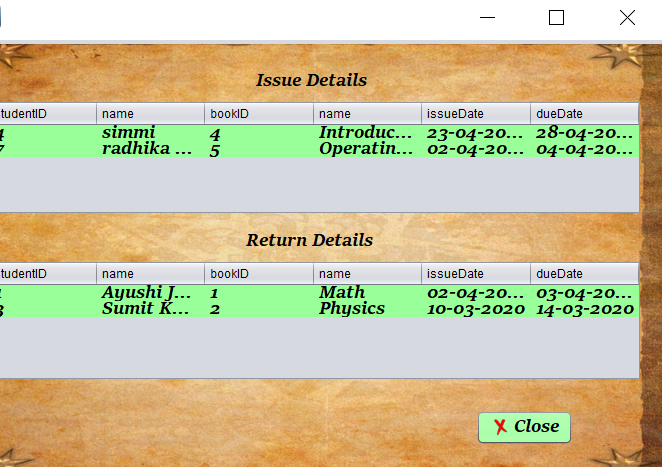 Issue Details
tudentID name bookID name issueDate dueDate
4 simmi 4 Introduc... 23-04-20... 28-04-20...
7 radhika ... 5 Operatin... 02-04-20... 04-04-20...
Return Details
tudentID name bookID name issueDate dueDate
Ayushi J... 1 Math 02-04-20... 03-04-20...
3 Sumit K... 2 Physics 10-03-2020 14-03-2020
Close